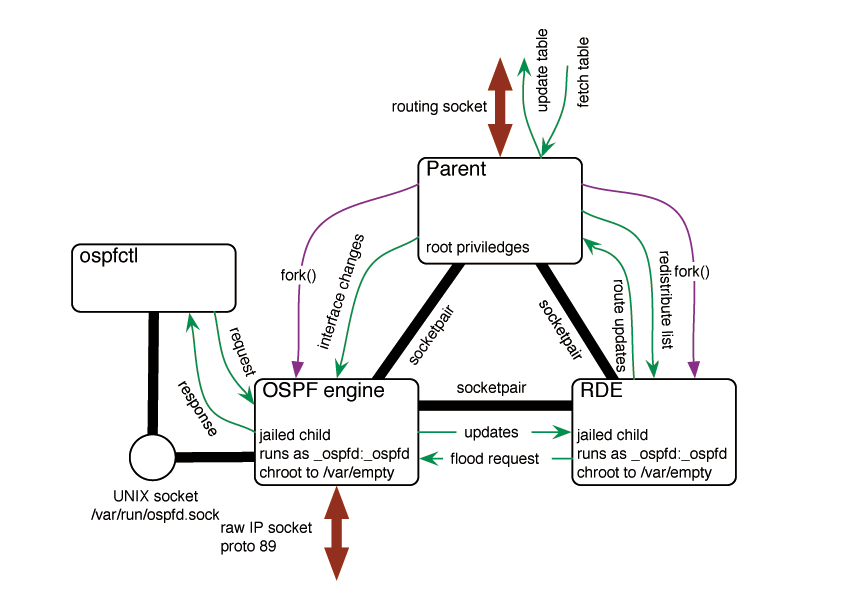 update table
fetch table
routing socket
Parent
root priviledges
ospfctl
fork()
interface changes
socketpair
socketpair
route updates
redistribute list
fork()
request
response
OSPF engine
jailed child
runs as _ospfd:_ospfd
chroot to /var/empty
socketpair
updates
flood request
RDE
jailed child
runs as _ospfd:_ospfd
chroot to /var/empty
UNIX socket
/var/run/ospfd.sock
raw IP socket
proto 89